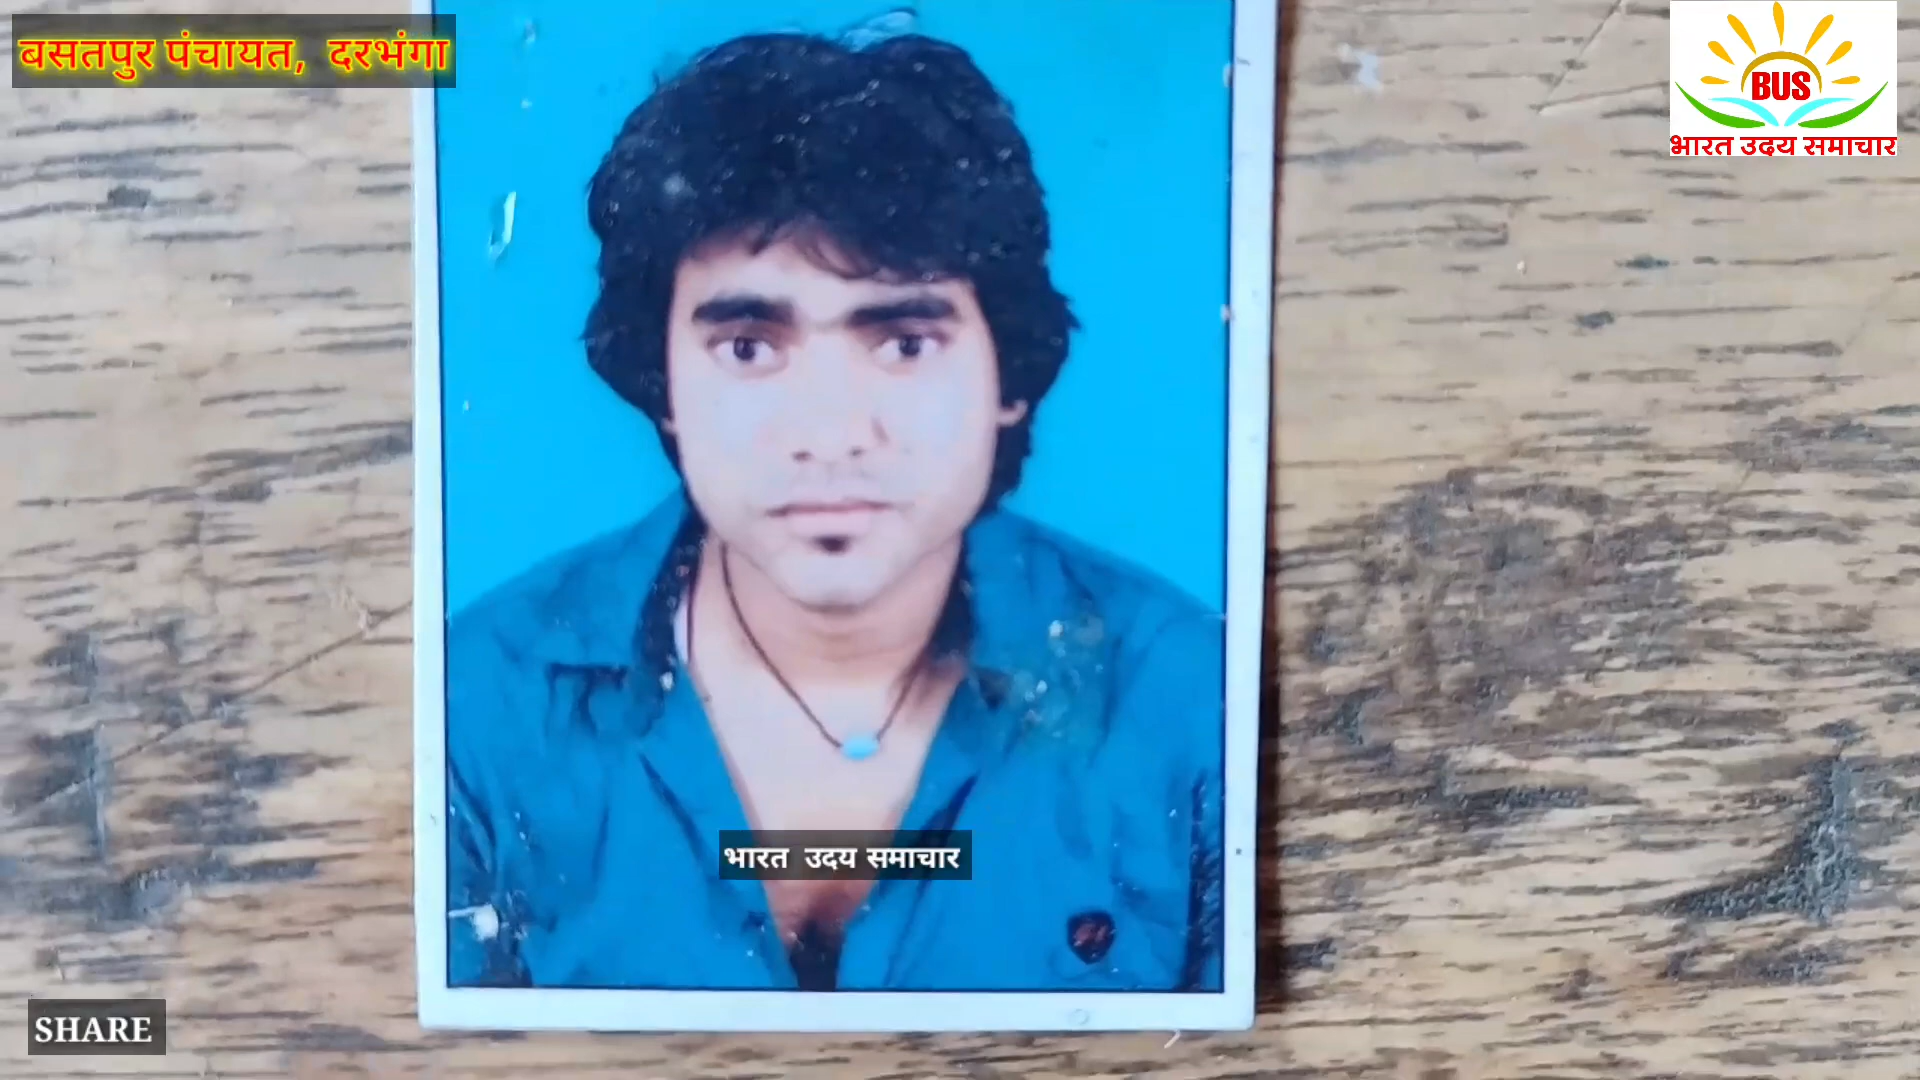 बसतपुर पंचायत, दरभंगा
BUS
भारत उदय समाचार
भारत उदय समाचार
SHARE